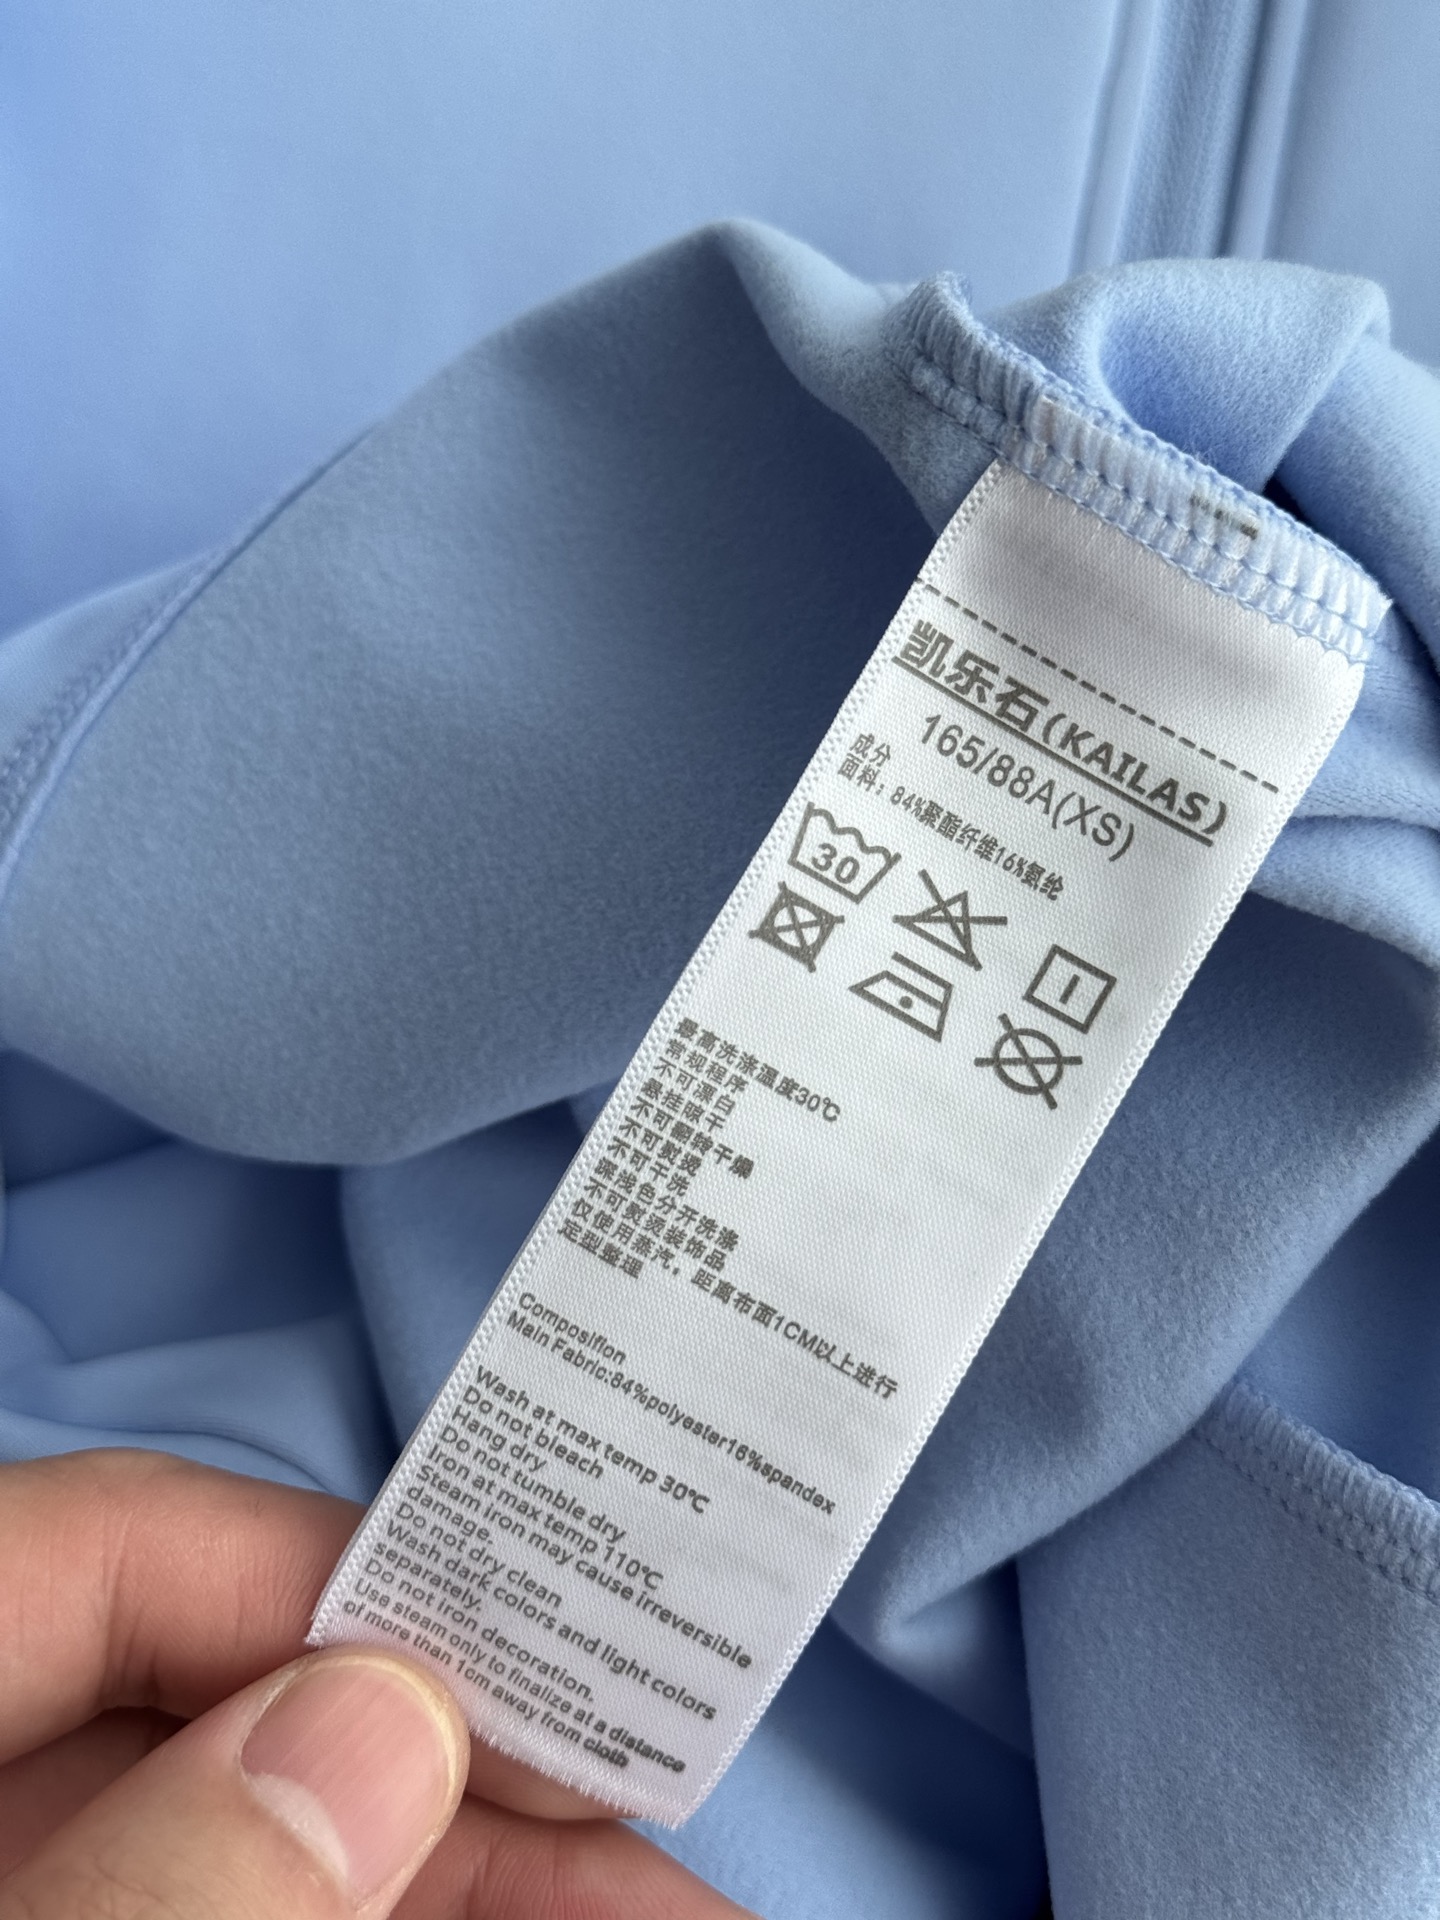 凯乐石(KAILAS)
165/88A(XS)
成分
面料：84%聚酯纤维16%氨纶
30
最高洗涤温度30℃
常规程序
不可漂白
悬挂晾干
不可翻转干燥
不可熨烫
不可干洗
深浅色分开洗涤
不可熨烫装饰品
仅使用蒸汽，距离布面1CM以上进行
定型整理
Composifion
Main Fabric:84%polyester16%spandex
Wash at max temp 30℃
Do not bleach
Hang dry
Do not tumble dry
Iron at max temp 110℃
Steam iron may cause irreversible
damage.
Do not dry clean
Wash dark colors and light colors
separately.
Do not iron decoration.
Use steam only to finalize at a distance
of more than 1cm away from cloth